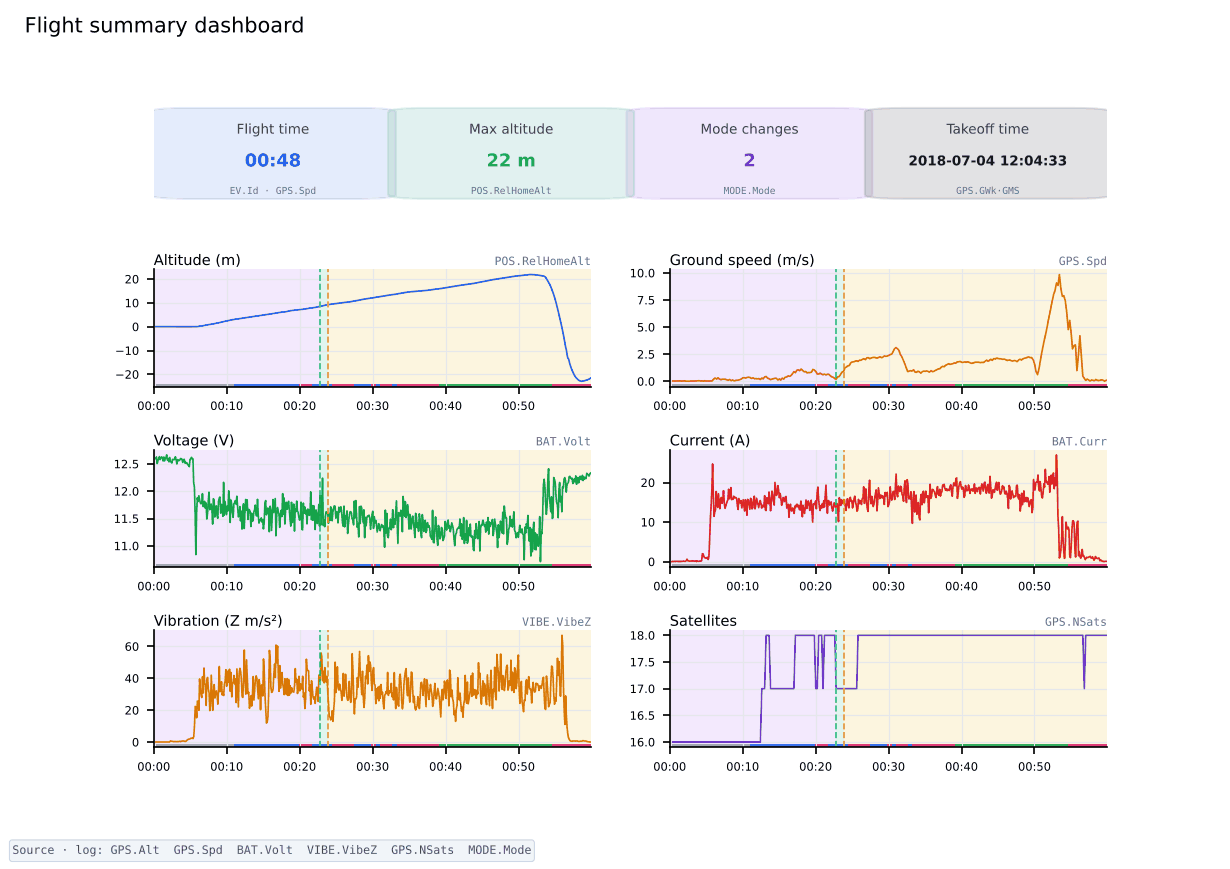 Flight summary dashboard
Flight time
00:48
EV.Id · GPS.Spd
Max altitude
22 m
POS.RelHomeAlt
Mode changes
2
MODE.Mode
Takeoff time
2018-07-04 12:04:33
GPS.GWk·GMS
Altitude (m)
POS.RelHomeAlt
20
10
0
−10
−20
00:00 00:10 00:20 00:30 00:40 00:50
Ground speed (m/s)
GPS.Spd
10.0
7.5
5.0
2.5
0.0
00:00 00:10 00:20 00:30 00:40 00:50
Voltage (V)
BAT.Volt
12.5
12.0
11.5
11.0
00:00 00:10 00:20 00:30 00:40 00:50
Current (A)
BAT.Curr
20
10
0
00:00 00:10 00:20 00:30 00:40 00:50
Vibration (Z m/s²)
VIBE.VibeZ
60
40
20
0
00:00 00:10 00:20 00:30 00:40 00:50
Satellites
GPS.NSats
18.0
17.5
17.0
16.5
16.0
00:00 00:10 00:20 00:30 00:40 00:50
Source · log: GPS.Alt GPS.Spd BAT.Volt VIBE.VibeZ GPS.NSats MODE.Mode